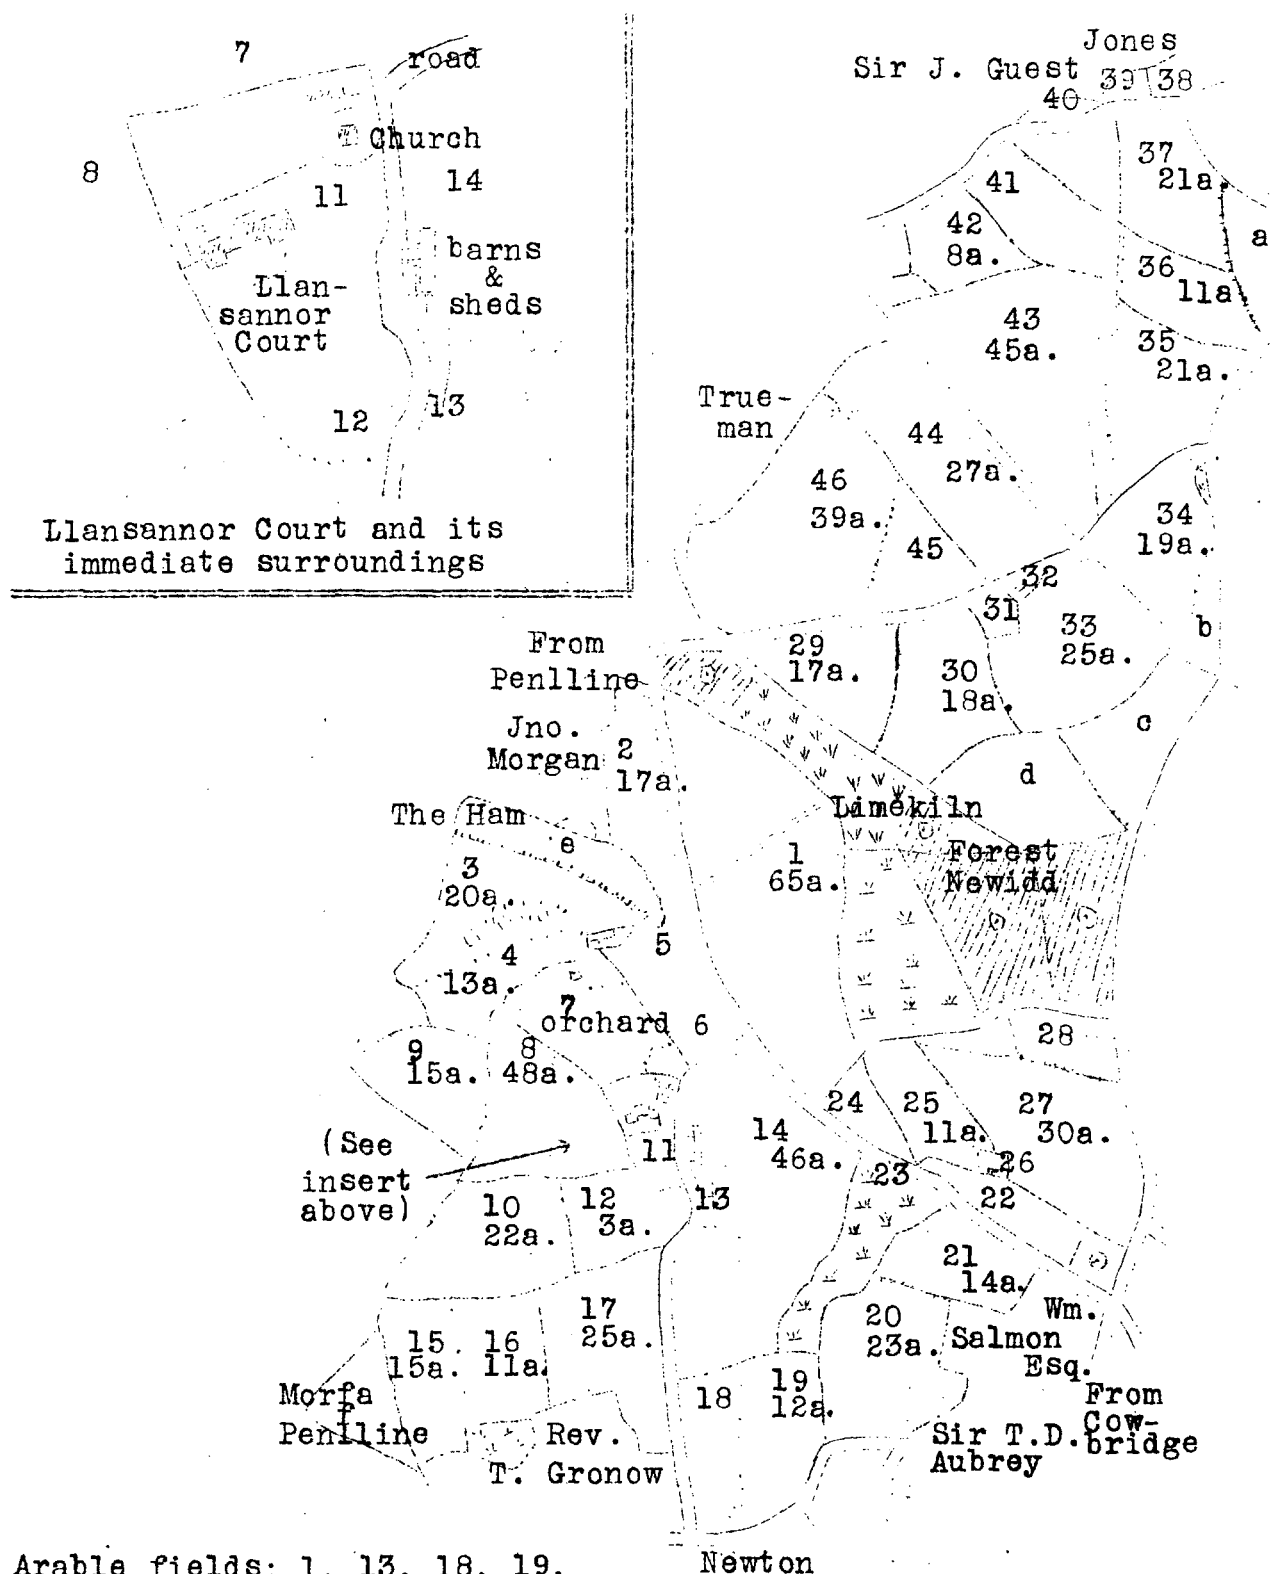 7
road
Church
8
14
11
barns
&
sheds
Llan-
sannor
Court
12
13
Llansannor Court and its
immediate surroundings
Jones
Sir J. Guest
39 38
40
37
21a.
41
a
42
8a.
36
11a
43
45a.
35
21a.
True-
man
44
27a.
46
39a.
45
34
19a.
32
31
33
25a.
b
From
Penlline
29
17a.
30
18a.
c
Jno.
Morgan
2
17a.
d
The Ham
e
Limekiln
Forest
Newidd
1
65a.
3
20a.
4
13a.
5
7
orchard
6
28
9
15a.
8
48a.
24
25
11a.
27
30a.
14
46a.
(See
insert
above)
11
26
23
22
10
22a.
12
3a.
13
21
14a.
17
25a.
Wm.
Salmon
Esq.
20
23a.
15.
15a.
16
11a.
18
19
12a.
Morfa
Penlline
From
Cow-
bridge
Rev.
T. Gronow
Sir T.D.
Aubrey
Newton
Arable fields: 1, 13, 18, 19,